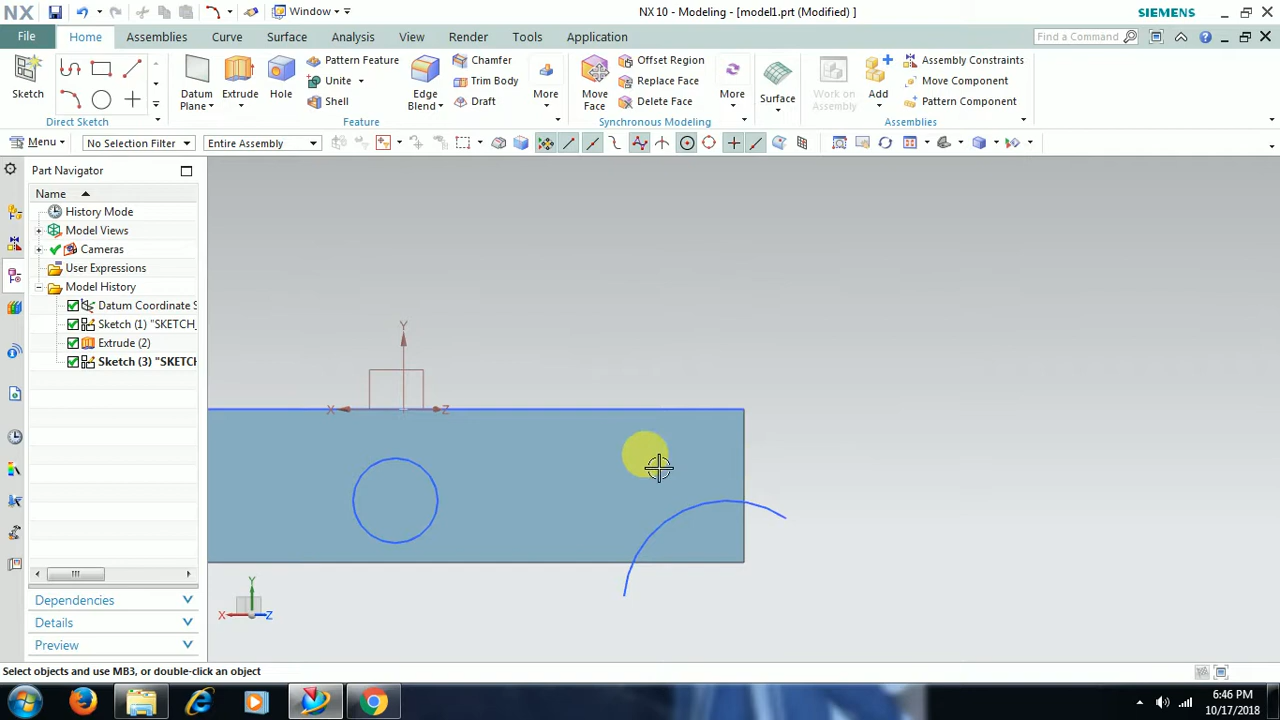 NX
Window
NX 10 - Modeling - [model1.prt (Modified) ]
SIEMENS
File
Home
Assemblies
Curve
Surface
Analysis
View
Render
Tools
Application
Find a Command
Sketch
Direct Sketch
Datum
Plane
Extrude
Hole
Pattern Feature
Unite
Shell
Edge
Blend
Chamfer
Trim Body
Draft
More
Feature
Move
Face
Offset Region
Replace Face
Delete Face
More
Synchronous Modeling
Surface
Work on
Assembly
Add
Assembly Constraints
Move Component
Pattern Component
Assemblies
Menu
No Selection Filter
Entire Assembly
Part Navigator
Name
History Mode
Model Views
Cameras
User Expressions
Model History
Datum Coordinate S
Sketch (1) "SKETCH_
Extrude (2)
Sketch (3) "SKETCH
Dependencies
Details
Preview
Y
X
Z
Y
X
Z
Select objects and use MB3, or double-click an object
6:46 PM
10/17/2018